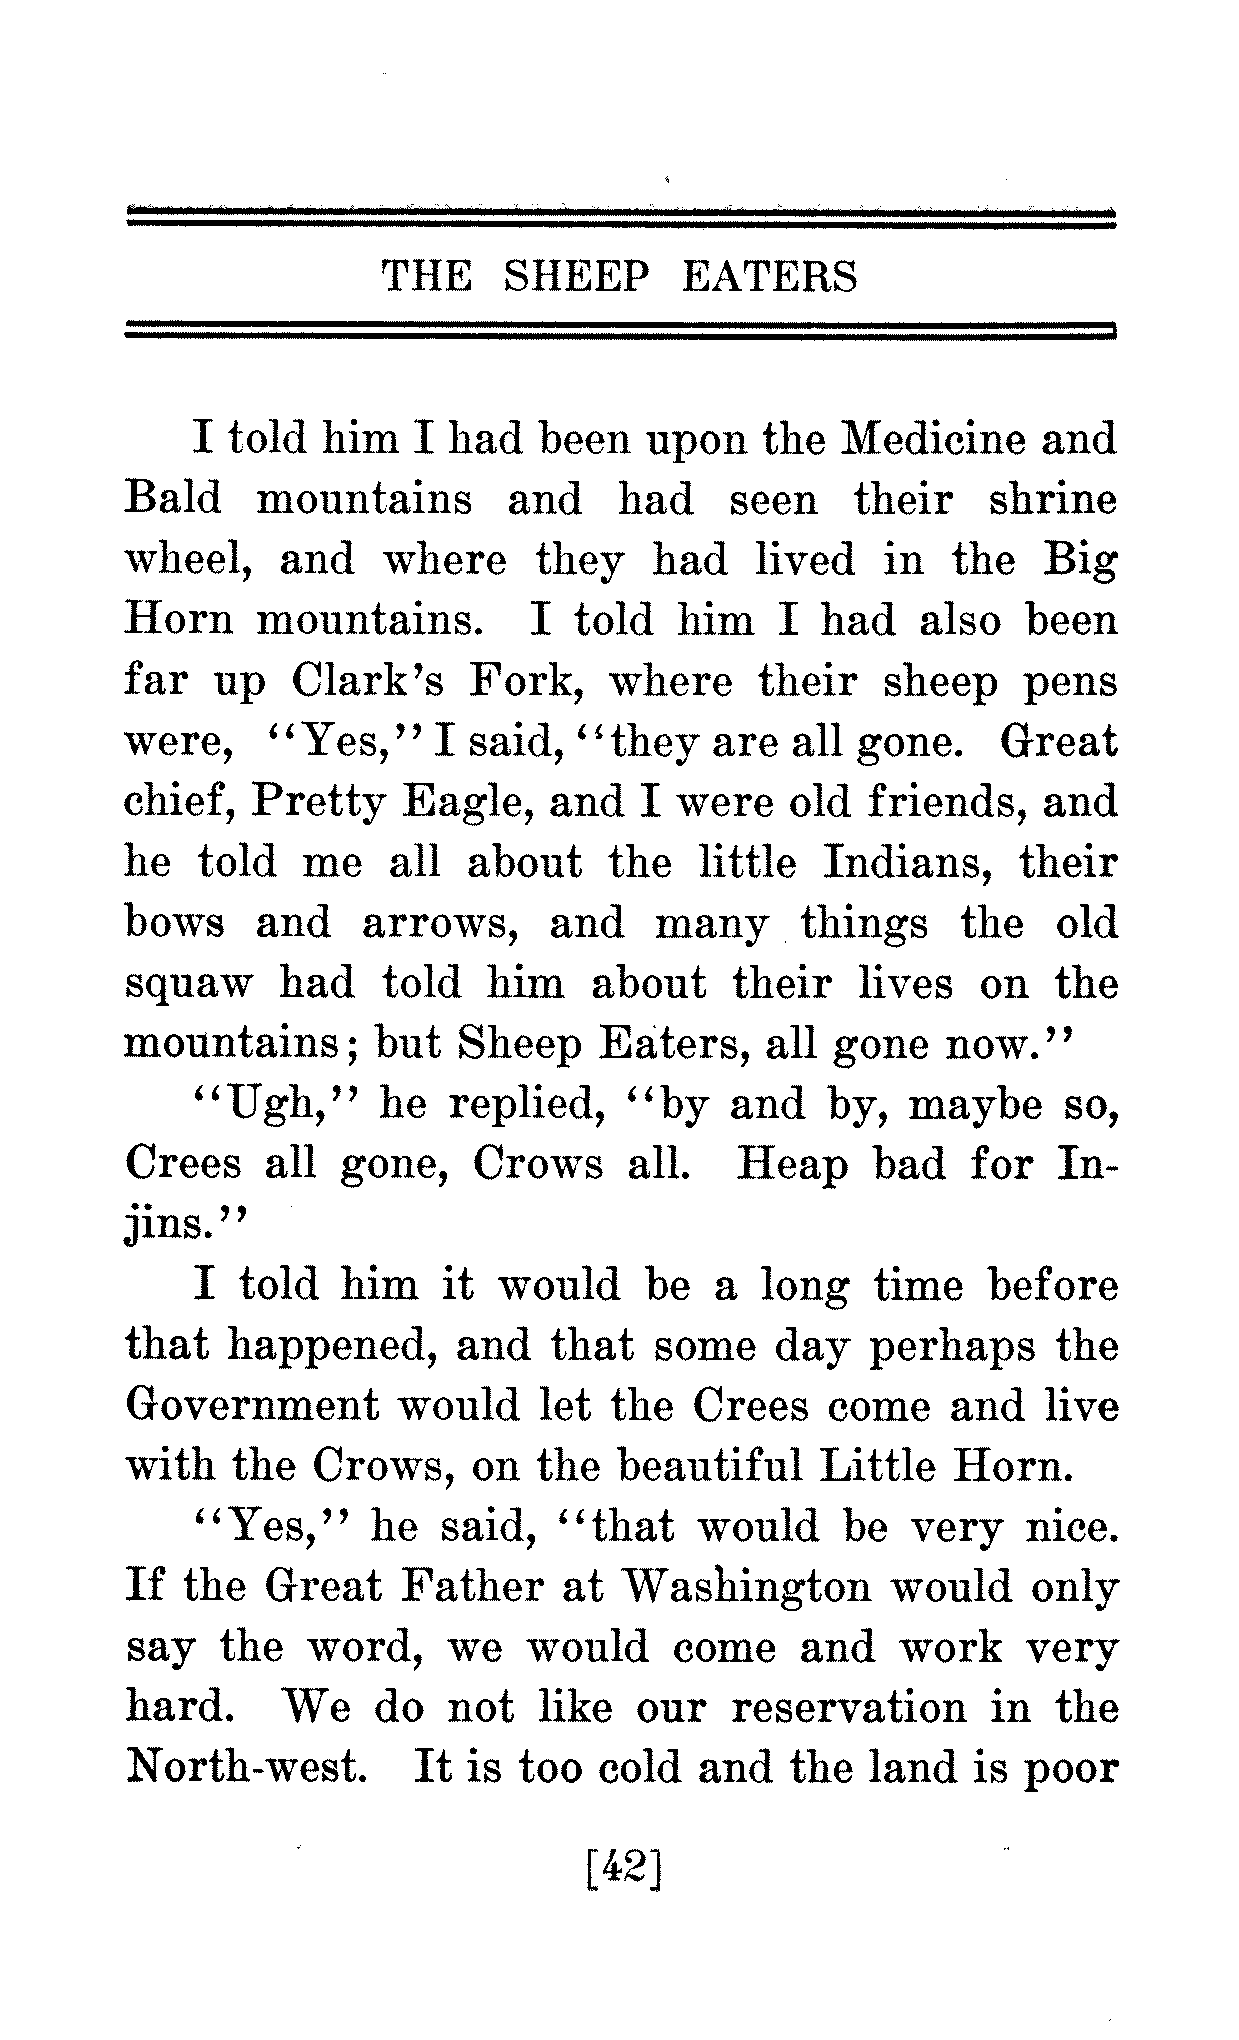 THE SHEEP EATERS
I told him I had been upon the Medicine and
Bald mountains and had seen their shrine
wheel, and where they had lived in the Big
Horn mountains. I told him I had also been
far up Clark's Fork, where their sheep pens
were, "Yes," I said, "they are all gone. Great
chief, Pretty Eagle, and I were old friends, and
he told me all about the little Indians, their
bows and arrows, and many things the old
squaw had told him about their lives on the
mountains; but Sheep Eaters, all gone now."
"Ugh," he replied, "by and by, maybe so,
Crees all gone, Crows all. Heap bad for In-
jins."
I told him it would be a long time before
that happened, and that some day perhaps the
Government would let the Crees come and live
with the Crows, on the beautiful Little Horn.
"Yes," he said, "that would be very nice.
If the Great Father at Washington would only
say the word, we would come and work very
hard. We do not like our reservation in the
North-west. It is too cold and the land is poor
[42]